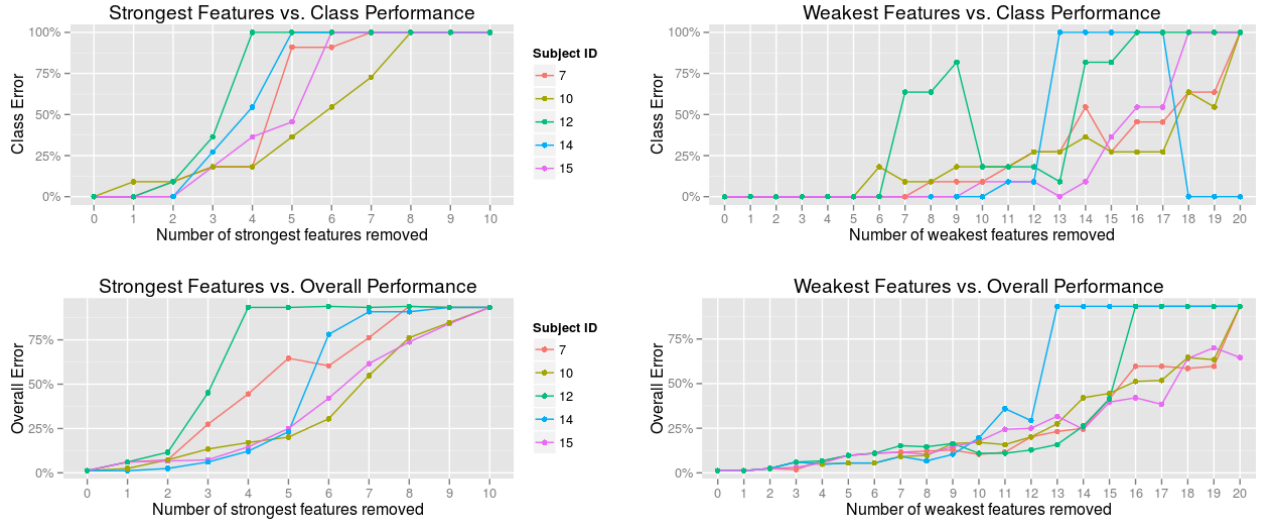 Strongest Features vs. Class Performance
100%
75%
50%
25%
0%
Class Error
0 1 2 3 4 5 6 7 8 9 10
Number of strongest features removed
Subject ID
7
10
12
14
15
Weakest Features vs. Class Performance
100%
75%
50%
25%
0%
Class Error
0 1 2 3 4 5 6 7 8 9 10 11 12 13 14 15 16 17 18 19 20
Number of weakest features removed
Strongest Features vs. Overall Performance
75%
50%
25%
0%
Overall Error
0 1 2 3 4 5 6 7 8 9 10
Number of strongest features removed
Subject ID
7
10
12
14
15
Weakest Features vs. Overall Performance
75%
50%
25%
0%
Overall Error
0 1 2 3 4 5 6 7 8 9 10 11 12 13 14 15 16 17 18 19 20
Number of weakest features removed